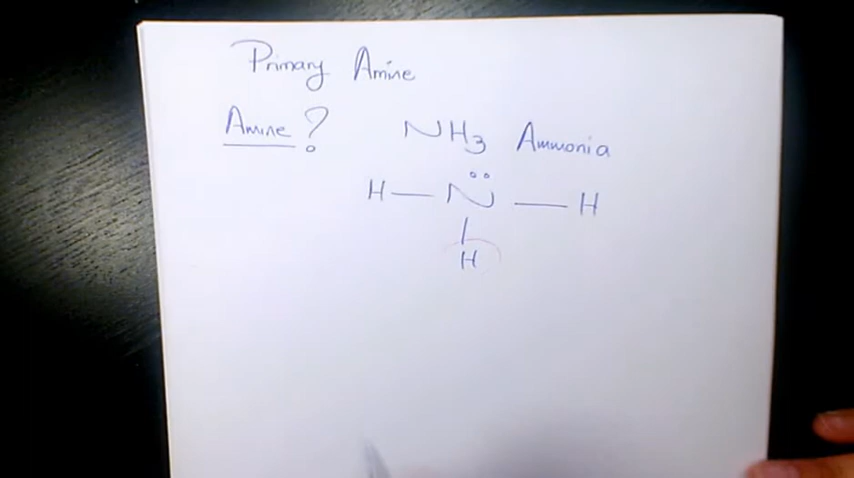 Primary Amine
Amine? NH3 Ammonia
H — N̈ — H
|
H